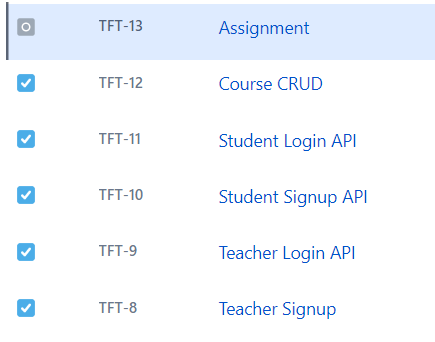 TFT-13 Assignment
TFT-12 Course CRUD
TFT-11 Student Login API
TFT-10 Student Signup API
TFT-9 Teacher Login API
TFT-8 Teacher Signup